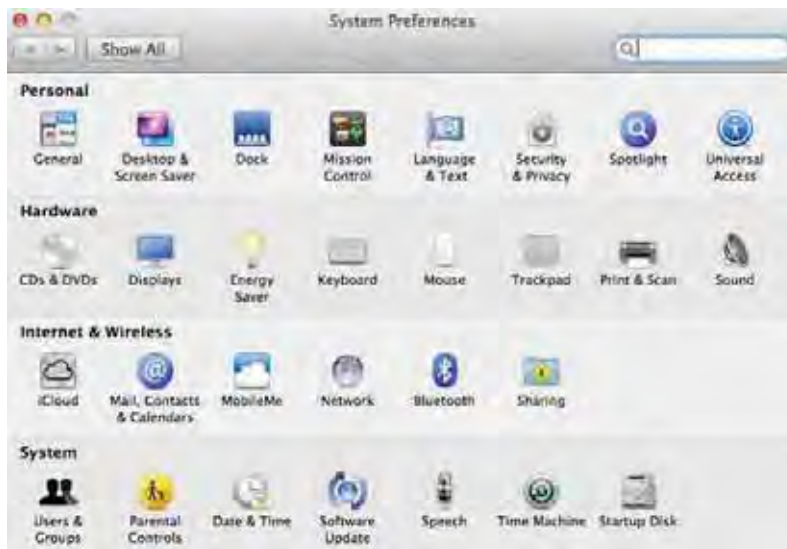 System Preferences
Show All
Personal
General
Desktop &
Screen Saver
Dock
Mission
Control
Language
& Text
Security
& Privacy
Spotlight
Universal
Access
Hardware
CDs & DVDs
Displays
Energy
Saver
Keyboard
Mouse
Trackpad
Print & Scan
Sound
Internet & Wireless
iCloud
Mail, Contacts
& Calendars
MobileMe
Network
Bluetooth
Sharing
System
Users &
Groups
Parental
Controls
Date & Time
Software
Update
Speech
Time Machine
Startup Disk